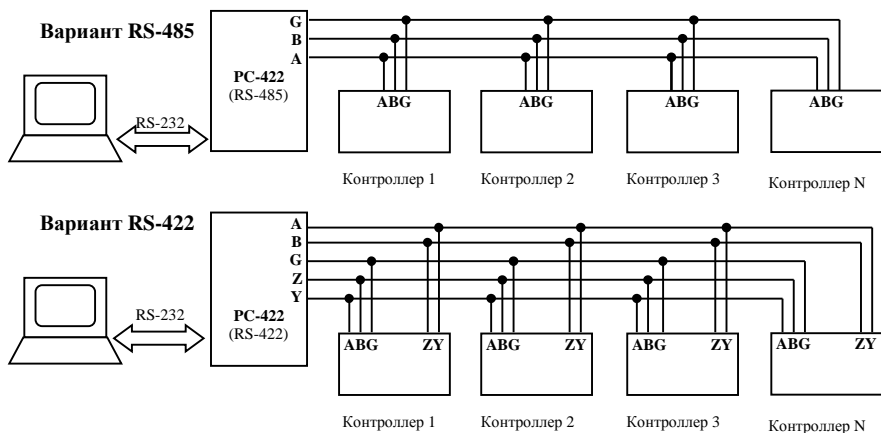 Вариант RS-485
RS-232
PC-422
(RS-485)
G
B
A
ABG
ABG
ABG
ABG
Контроллер 1
Контроллер 2
Контроллер 3
Контроллер N
Вариант RS-422
RS-232
PC-422
(RS-422)
A
B
G
Z
Y
ABG ZY
ABG ZY
ABG ZY
ABG ZY
Контроллер 1
Контроллер 2
Контроллер 3
Контроллер N